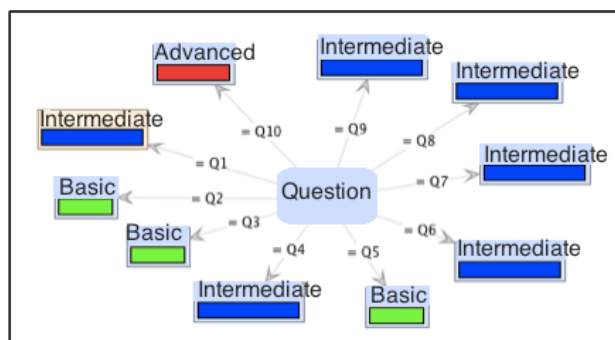 Advanced
Intermediate
Intermediate
= Q10
= Q9
= Q8
Intermediate
= Q1
Intermediate
= Q7
Basic
= Q2
Question
Basic
= Q3
= Q6
Intermediate
= Q4
= Q5
Intermediate
Basic